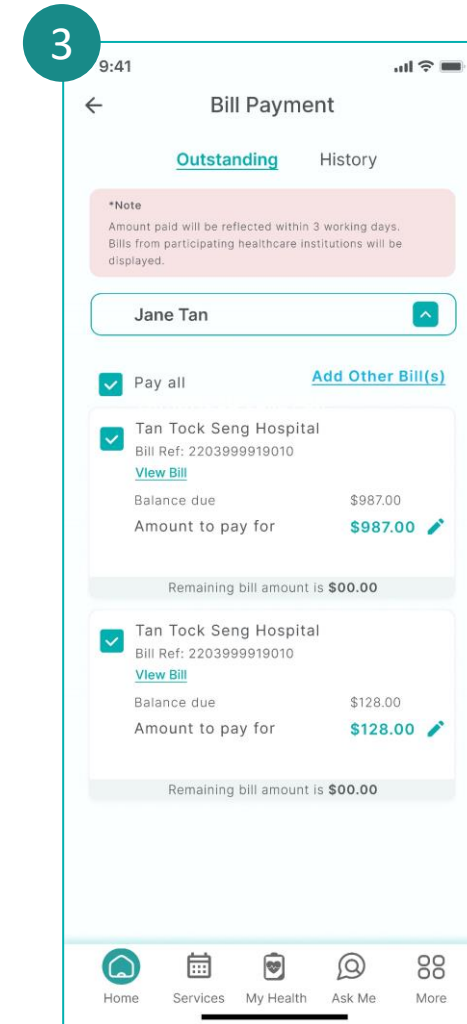 3
9:41
Bill Payment
Outstanding History
*Note
Amount paid will be reflected within 3 working days.
Bills from participating healthcare institutions will be
displayed.
Jane Tan
Pay all Add Other Bill(s)
Tan Tock Seng Hospital
Bill Ref: 2203999919010
VIew Bill
Balance due $987.00
Amount to pay for $987.00
Remaining bill amount is $00.00
Tan Tock Seng Hospital
Bill Ref: 2203999919010
VIew Bill
Balance due $128.00
Amount to pay for $128.00
Remaining bill amount is $00.00
Home Services My Health Ask Me More